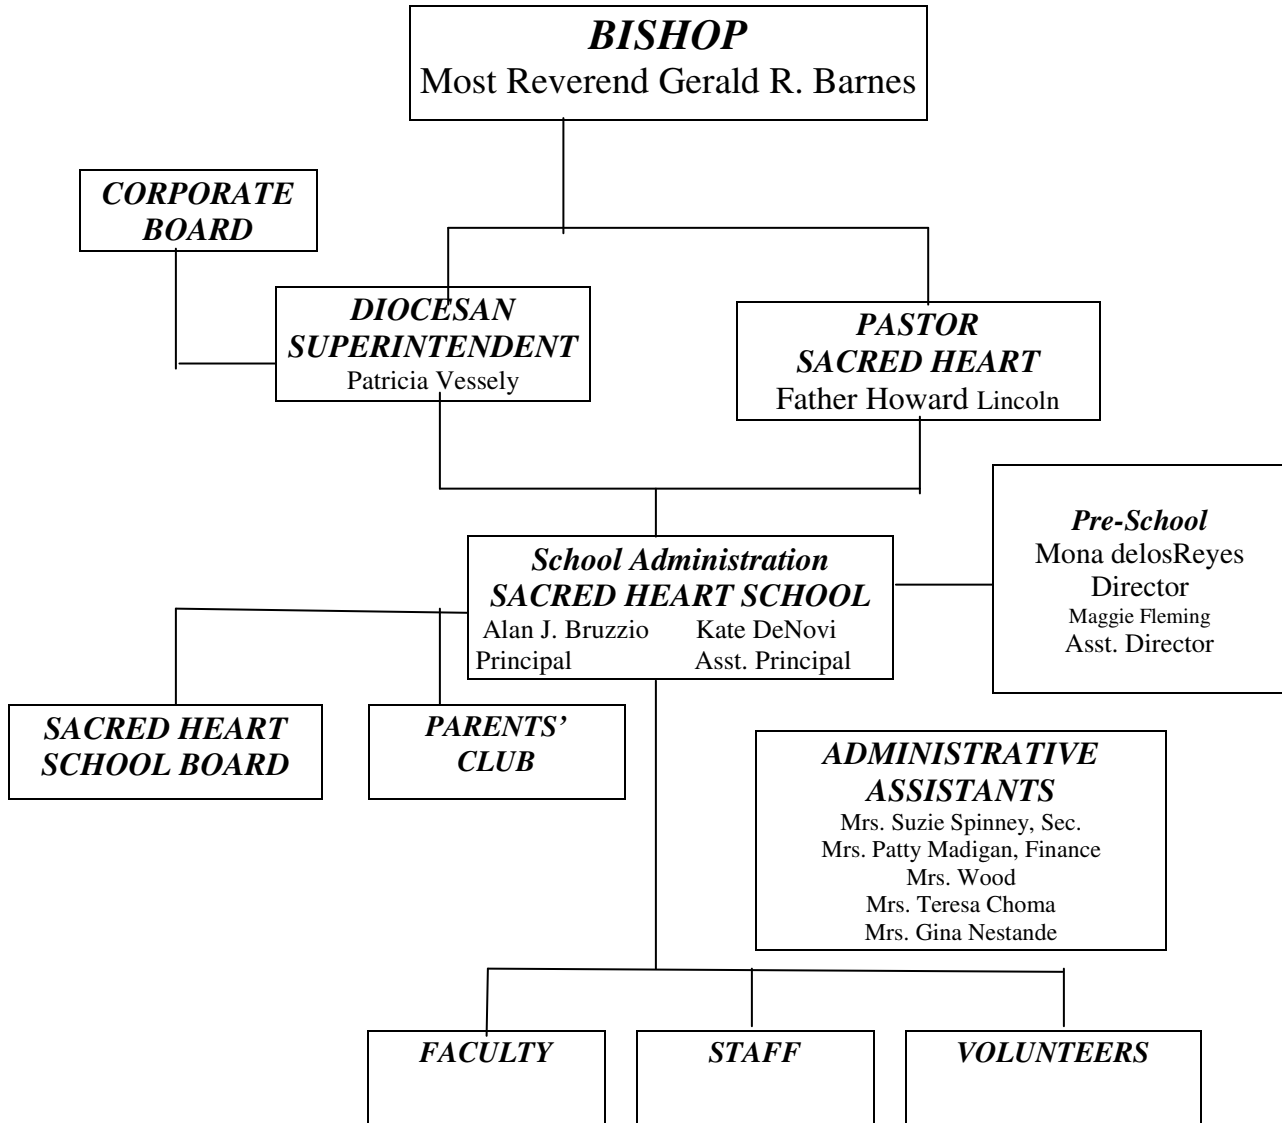 BISHOP
Most Reverend Gerald R. Barnes
CORPORATE
BOARD
DIOCESAN
SUPERINTENDENT
Patricia Vessely
PASTOR
SACRED HEART
Father Howard Lincoln
School Administration
SACRED HEART SCHOOL
Alan J. Bruzzio Kate DeNovi
Principal Asst. Principal
Pre-School
Mona delosReyes
Director
Maggie Fleming
Asst. Director
SACRED HEART
SCHOOL BOARD
PARENTS’
CLUB
ADMINISTRATIVE
ASSISTANTS
Mrs. Suzie Spinney, Sec.
Mrs. Patty Madigan, Finance
Mrs. Wood
Mrs. Teresa Choma
Mrs. Gina Nestande
FACULTY
STAFF
VOLUNTEERS